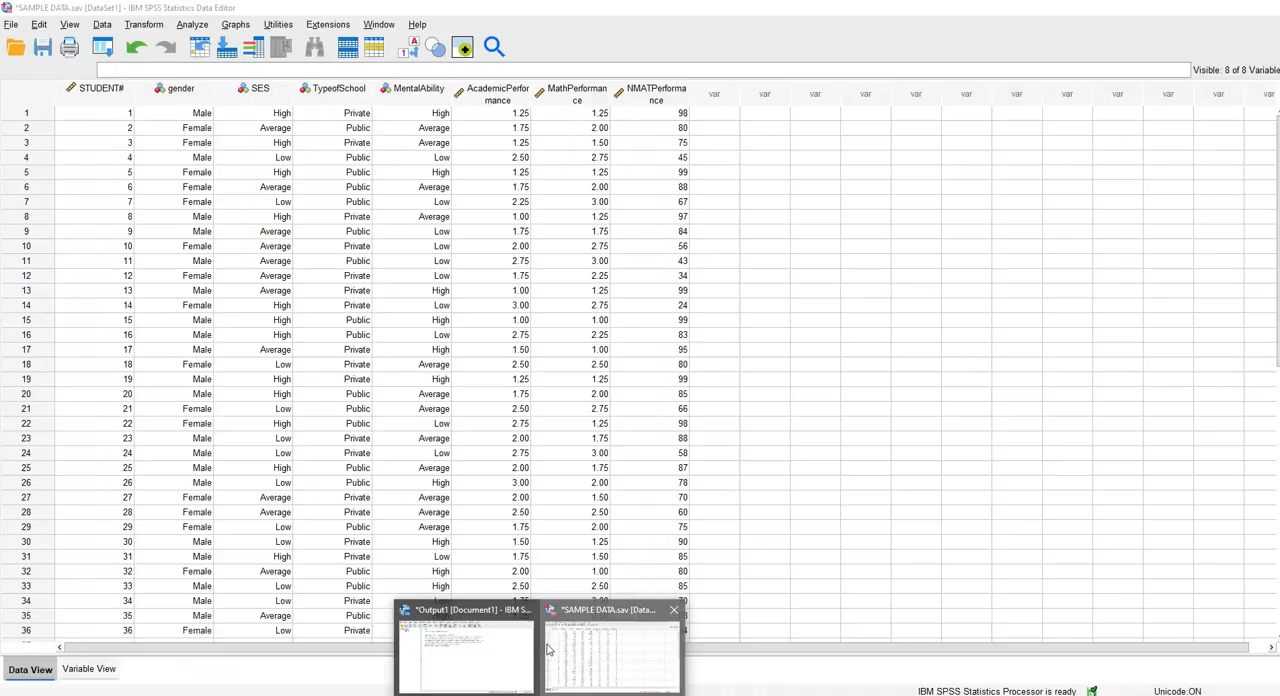 *SAMPLE DATA.sav [DataSet1] - IBM SPSS Statistics Data Editor
File Edit View Data Transform Analyze Graphs Utilities Extensions Window Help
Visible: 8 of 8 Variable
STUDENT# gender SES TypeofSchool MentalAbility AcademicPerformance MathPerformance NMATPerformance var var var var var var var var var var var var
1 1 Male High Private High 1.25 1.25 98
2 2 Female Average Public Average 1.75 2.00 80
3 3 Female High Private Average 1.25 1.50 75
4 4 Male Low Public Low 2.50 2.75 45
5 5 Female High Public High 1.25 1.25 99
6 6 Female Average Public Average 1.75 2.00 88
7 7 Female Low Public Low 2.25 3.00 67
8 8 Male High Private Average 1.00 1.25 97
9 9 Male Average Public Low 1.75 1.75 84
10 10 Female Average Private Low 2.00 2.75 56
11 11 Male Average Public Low 2.75 3.00 43
12 12 Female Average Private Low 1.75 2.25 34
13 13 Male Average Private High 1.00 1.25 99
14 14 Female High Private Low 3.00 2.75 24
15 15 Male High Public High 1.00 1.00 99
16 16 Male High Public Low 2.75 2.25 83
17 17 Male Average Private High 1.50 1.00 95
18 18 Female Low Private Average 2.50 2.50 80
19 19 Male High Private High 1.25 1.25 99
20 20 Male High Public Average 1.75 2.00 85
21 21 Female Low Public Average 2.50 2.75 66
22 22 Female High Public Low 2.75 1.25 98
23 23 Male Low Private Average 2.00 1.75 88
24 24 Male Low Private Low 2.75 3.00 58
25 25 Male High Public Average 2.00 1.75 87
26 26 Male Low Public High 3.00 2.00 78
27 27 Female Average Private Average 2.00 1.50 70
28 28 Female Average Private Average 2.50 2.50 60
29 29 Female Low Public Average 1.75 2.00 75
30 30 Male Low Private High 1.50 1.25 90
31 31 Male High Private Low 1.75 1.50 85
32 32 Female Average Public High 2.00 1.00 80
33 33 Male Low Public High 2.50 2.50 85
34 34 Male Low Private
35 35 Male Average Public
36 36 Female Low Private
*Output1 [Document1] - IBM S... *SAMPLE DATA.sav [Data...
Data View Variable View
IBM SPSS Statistics Processor is ready Unicode:ON